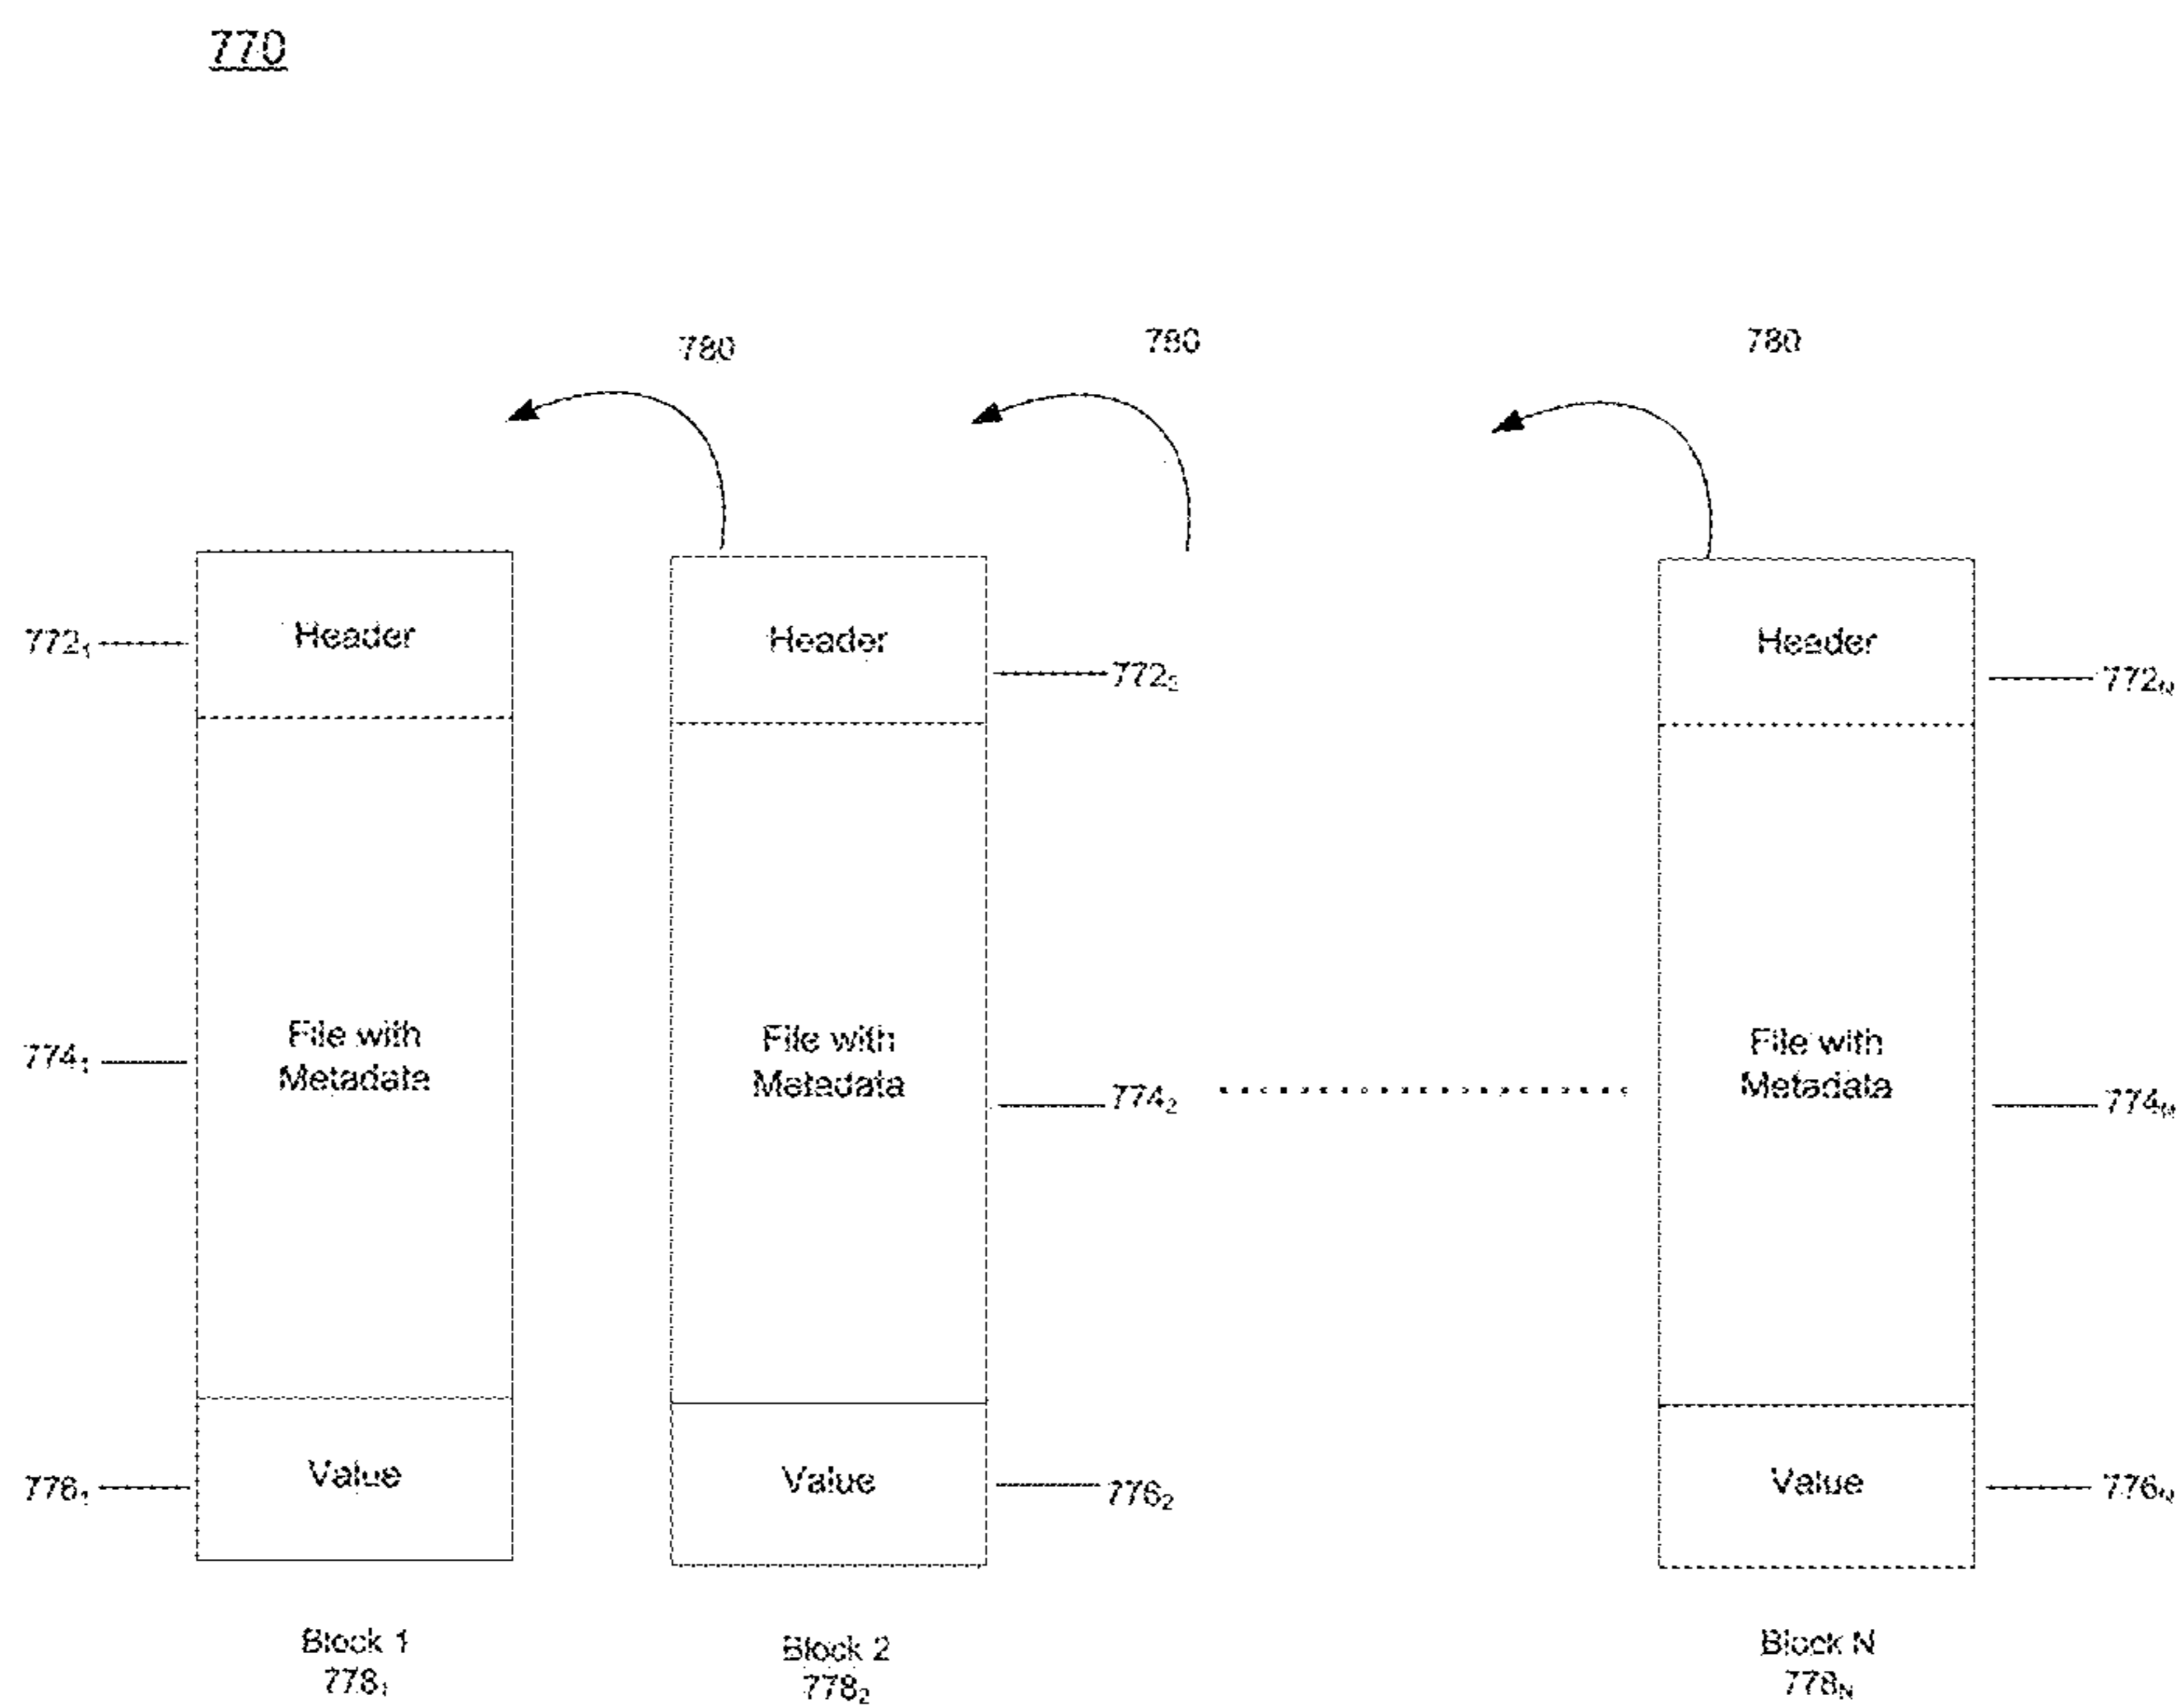 770
780
780
780
Header
Header
Header
772₁
772₂
772N
File with
Metadata
File with
Metadata
File with
Metadata
774₁
774₂
774N
Value
Value
Value
776₁
776₂
776N
Block 1
778₁
Block 2
778₂
Block N
778N